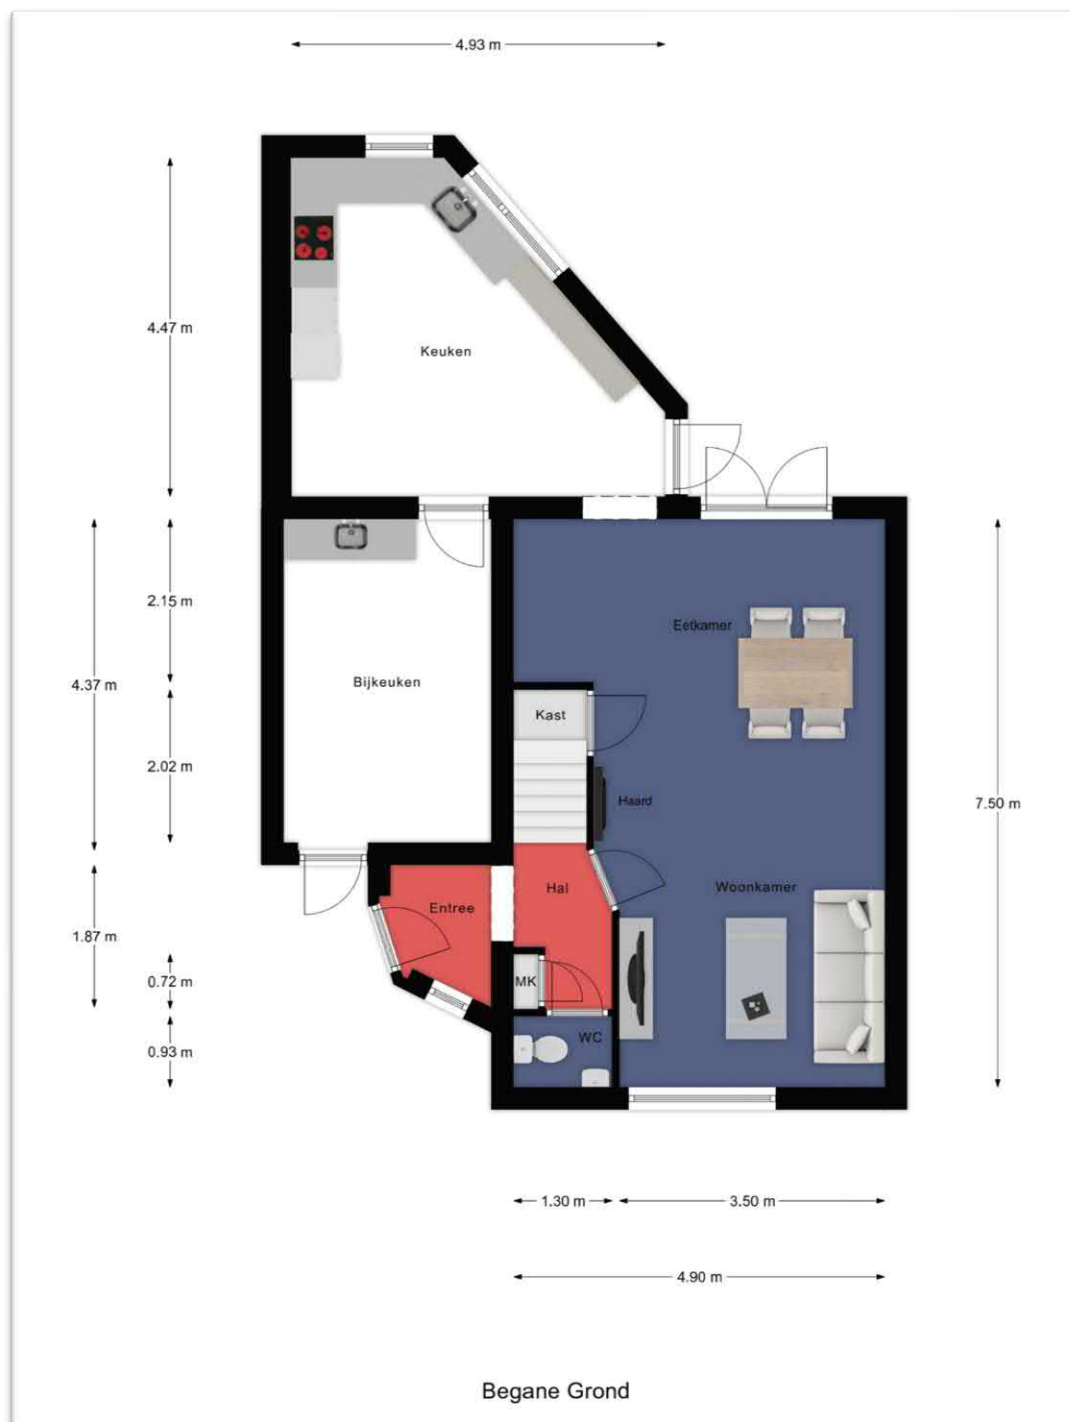 4.93 m
4.47 m
Keuken
2.15 m
Eetkamer
4.37 m
Bijkeuken
Kast
2.02 m
Haard
7.50 m
Hal
Woonkamer
Entree
1.87 m
0.72 m
MK
WC
0.93 m
1.30 m
3.50 m
4.90 m
Begane Grond